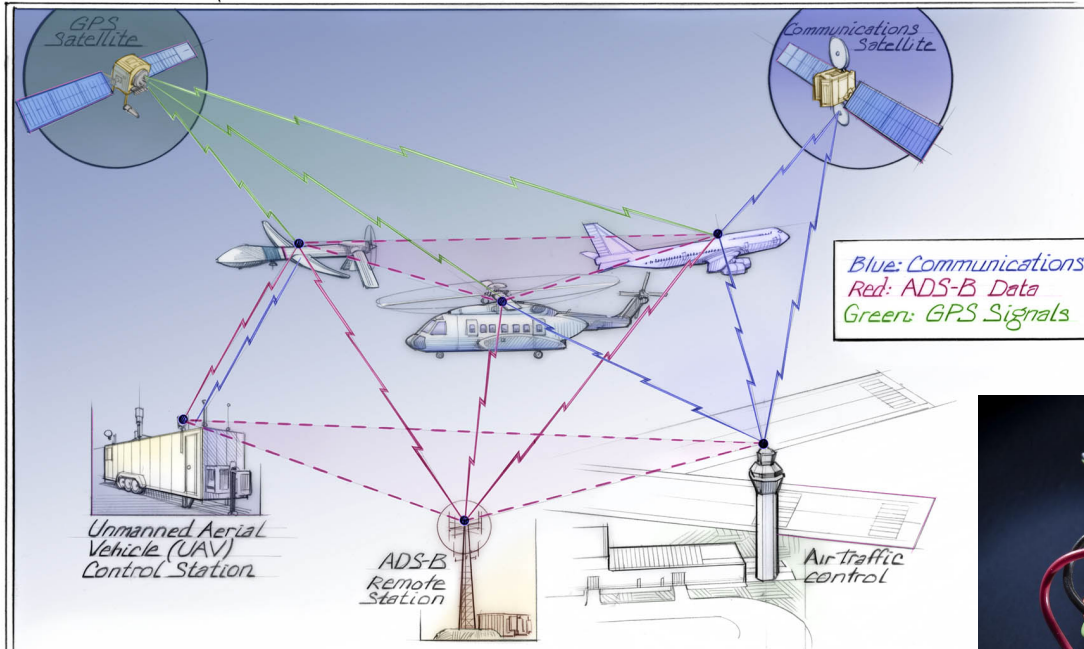 GPS
Satellite
Communications
Satellite
Blue: Communications
Red: ADS-B Data
Green: GPS Signals
Unmanned Aerial
Vehicle (UAV)
Control Station
ADS-B
Remote
Station
Air Traffic
control